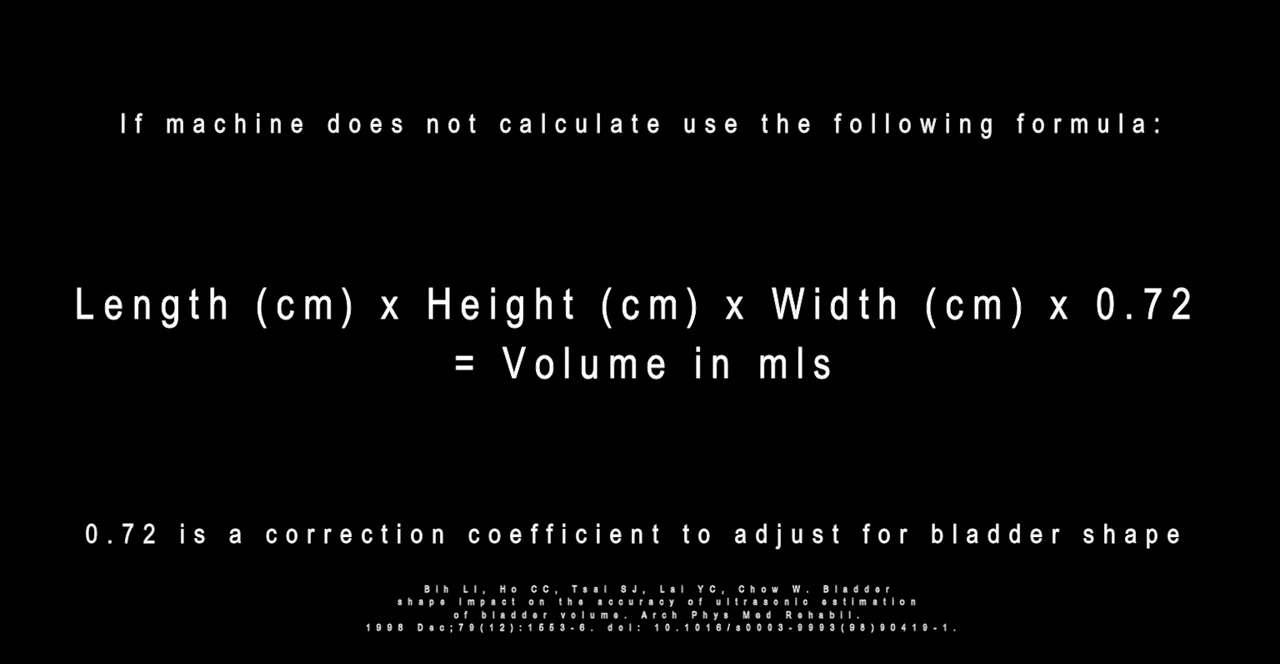 If machine does not calculate use the following formula:
Length (cm) x Height (cm) x Width (cm) x 0.72
= Volume in mls
0.72 is a correction coefficient to adjust for bladder shape
Bih LI, Ho CC, Tsai SJ, Lai YC, Chow W. Bladder
shape impact on the accuracy of ultrasonic estimation
of bladder volume. Arch Phys Med Rehabil.
1998 Dec;79(12):1553-6. doi: 10.1016/s0003-9993(98)90419-1.